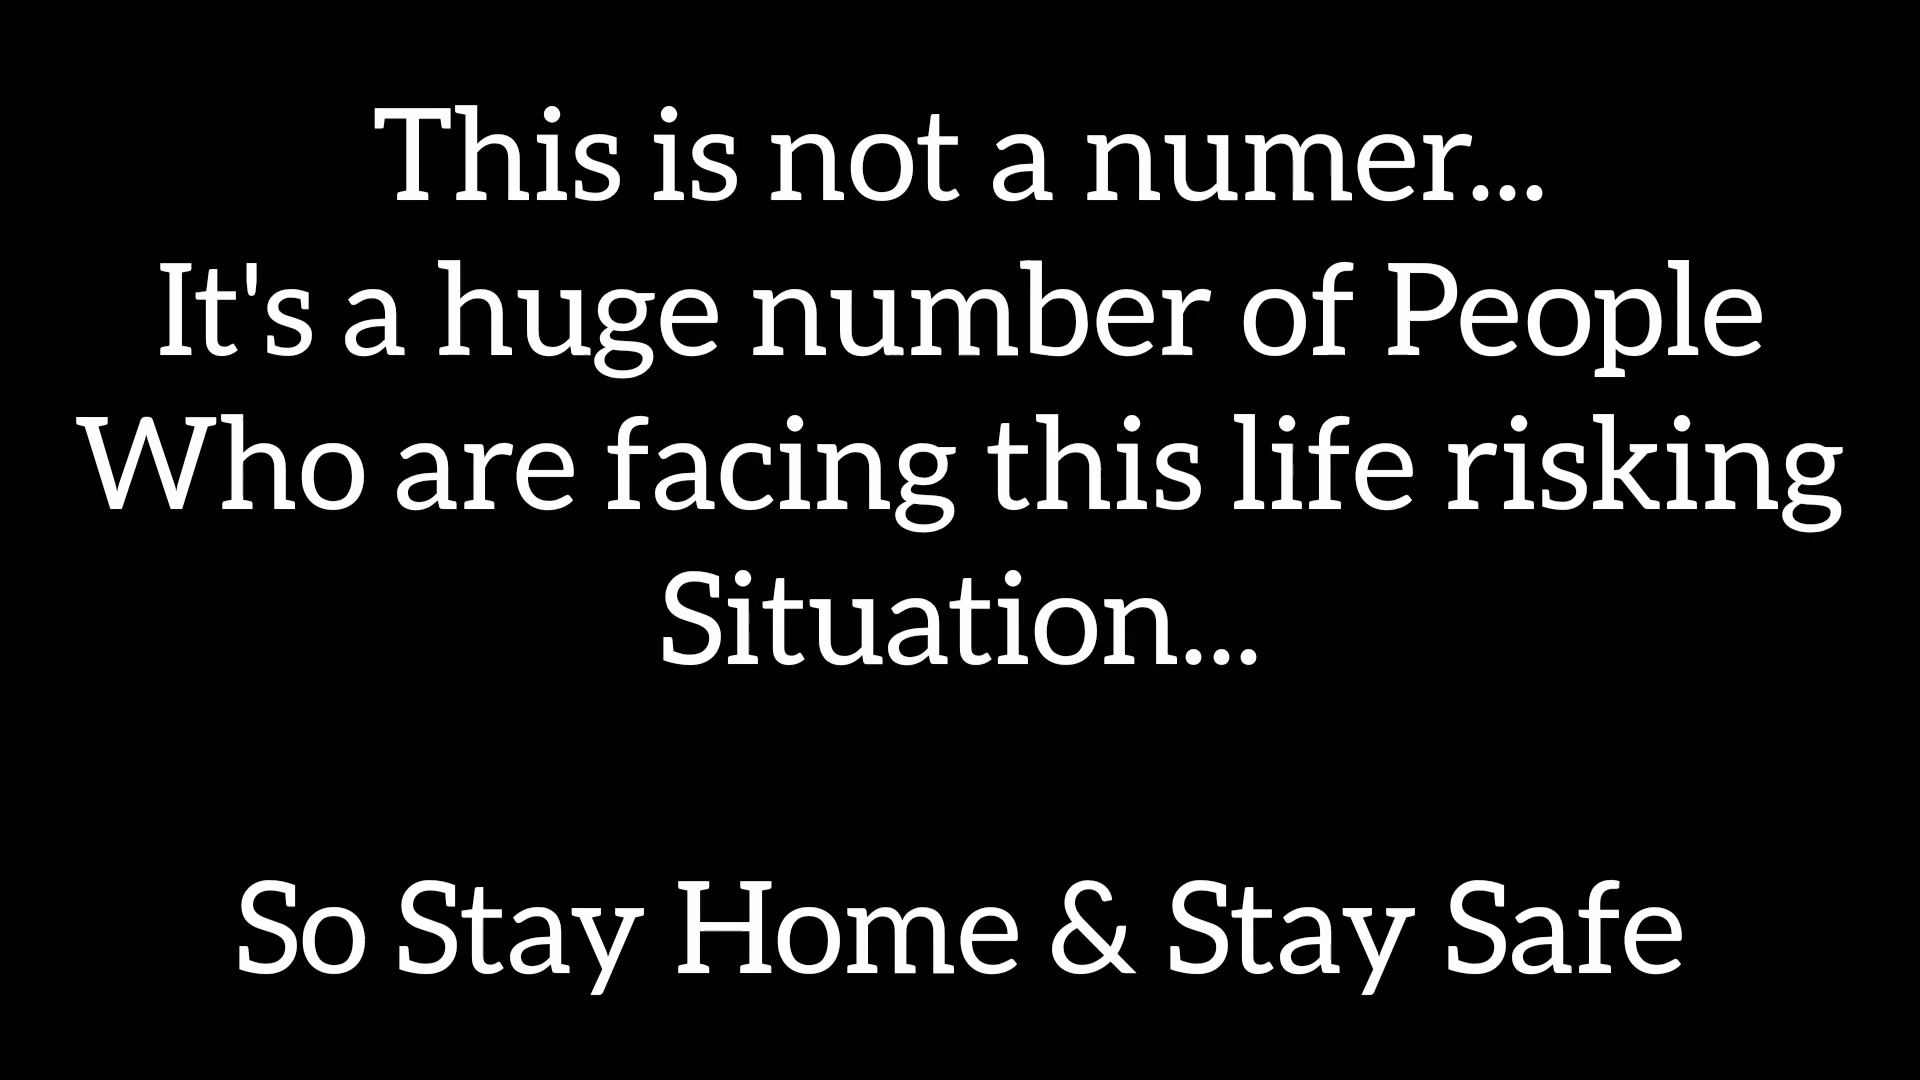 This is not a numer...
It's a huge number of People
Who are facing this life risking
Situation...
So Stay Home & Stay Safe